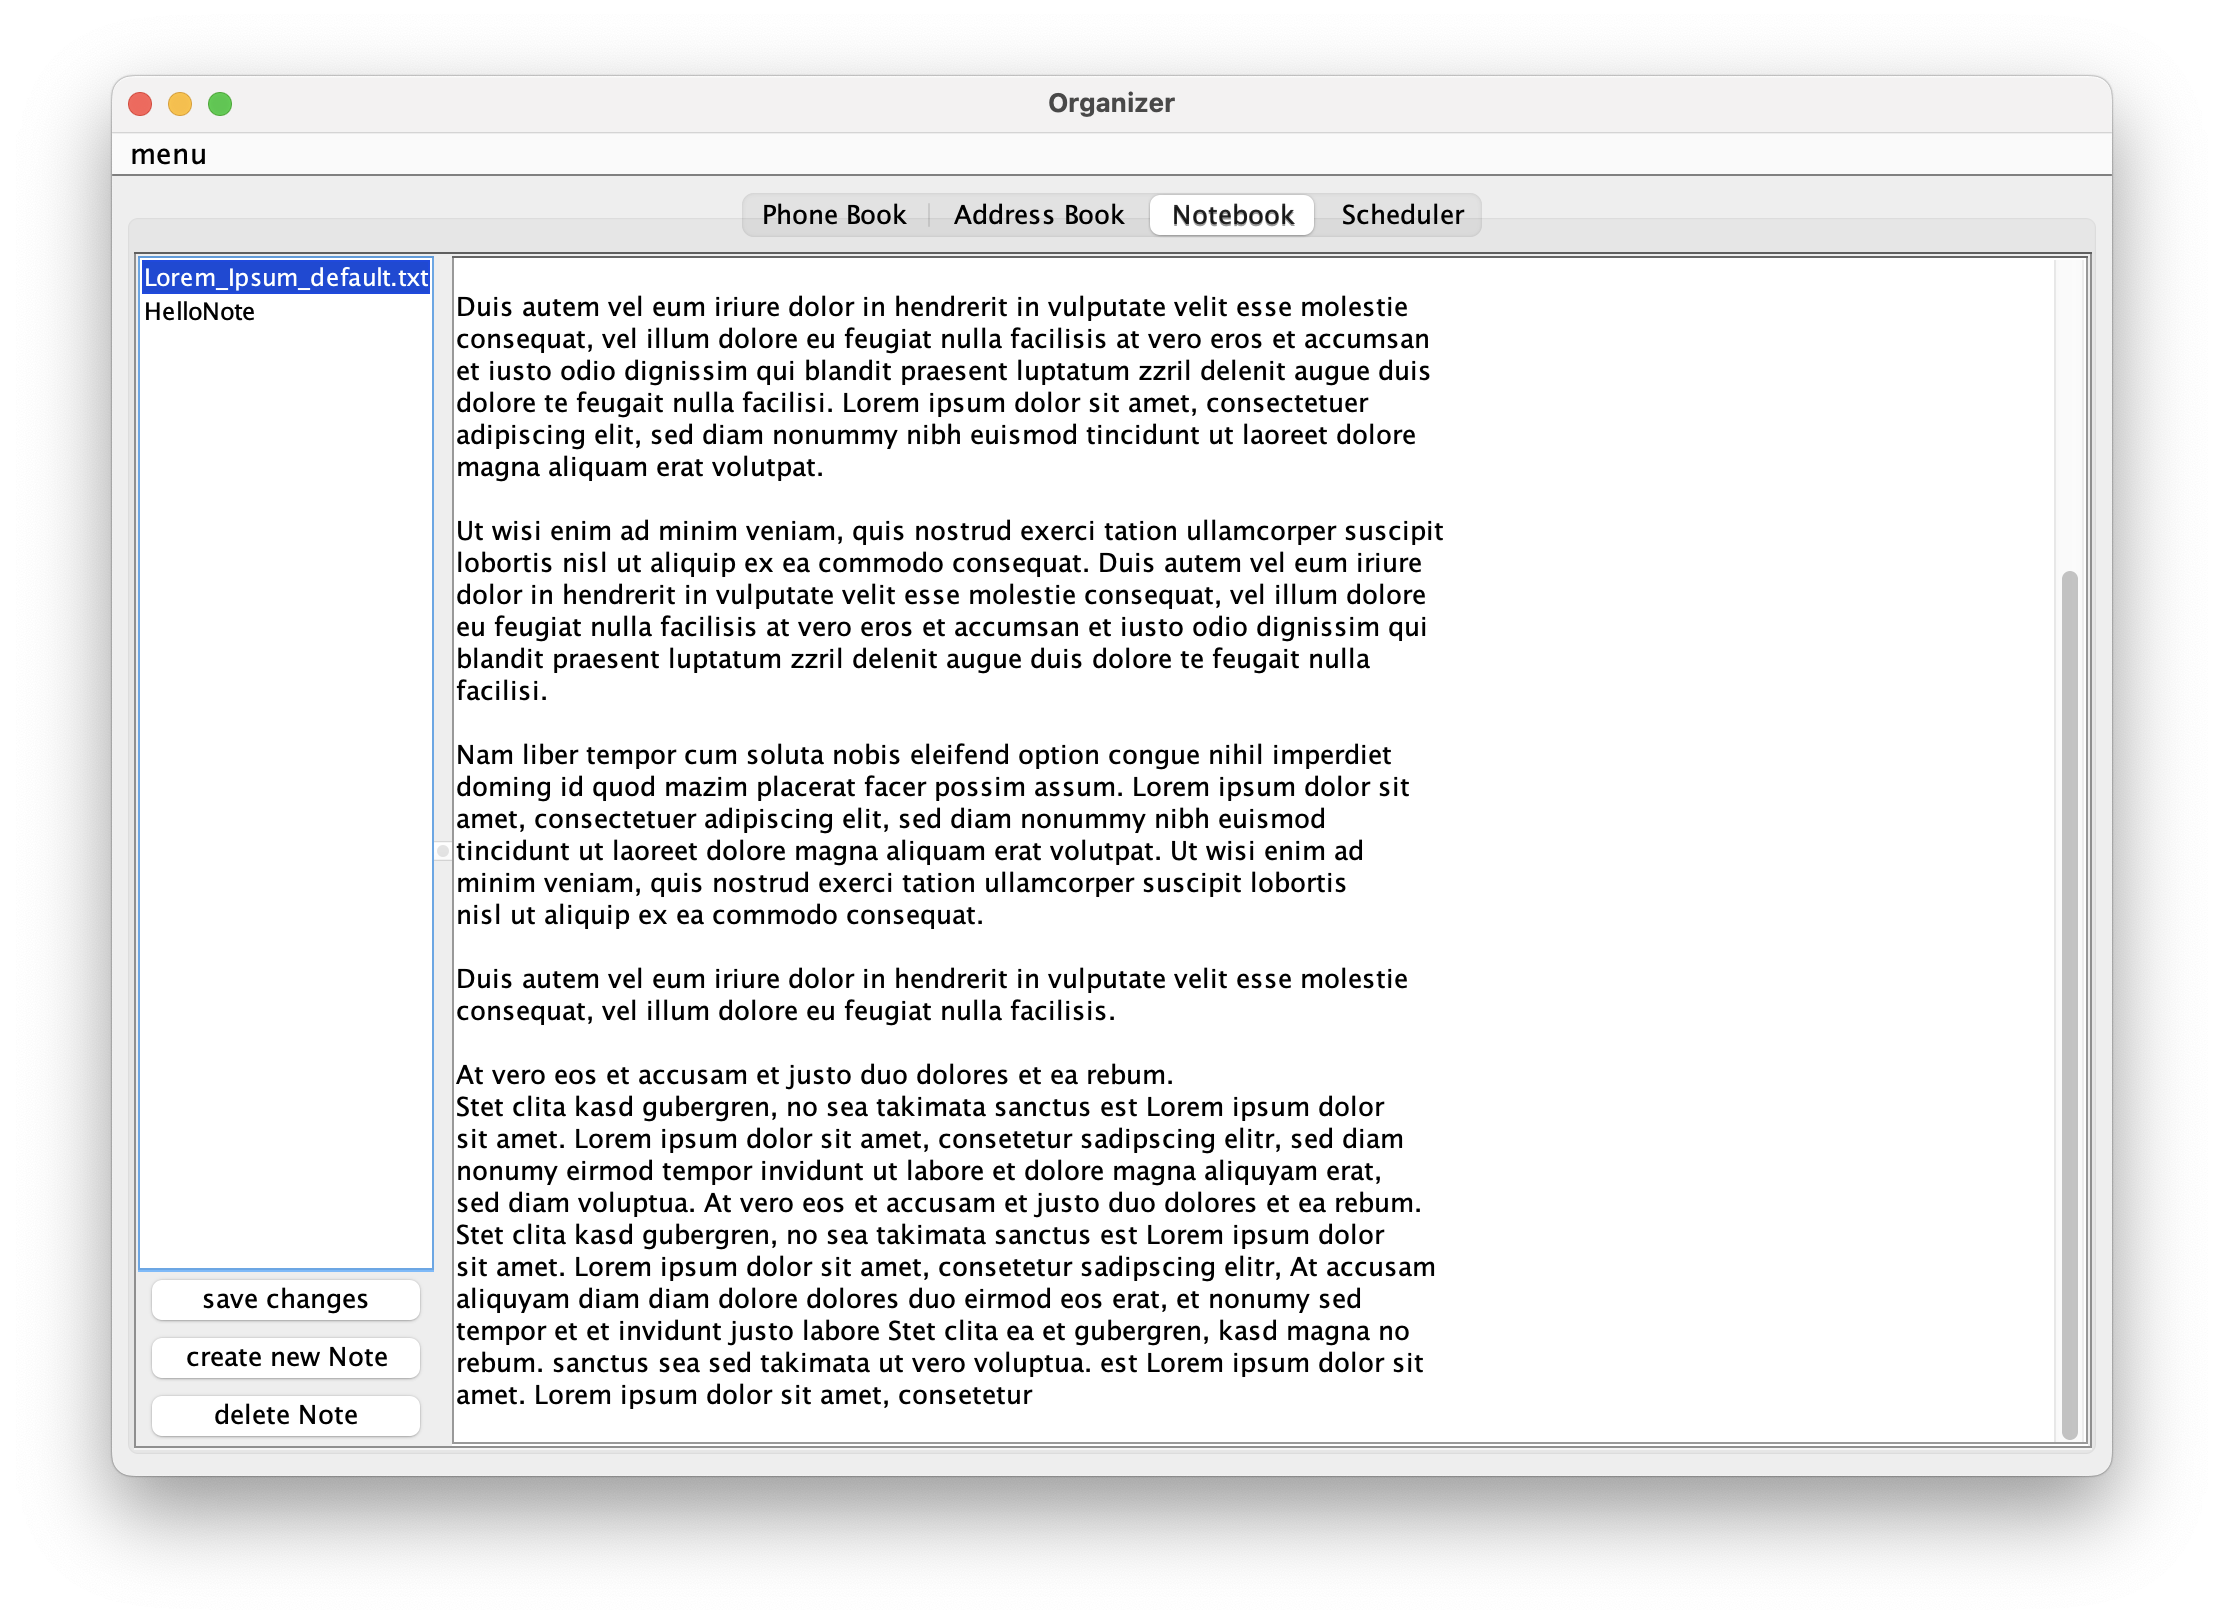 Organizer
menu
Phone Book
Address Book
Notebook
Scheduler
Lorem_Ipsum_default.txt
HelloNote
save changes
create new Note
delete Note
Duis autem vel eum iriure dolor in hendrerit in vulputate velit esse molestie
consequat, vel illum dolore eu feugiat nulla facilisis at vero eros et accumsan
et iusto odio dignissim qui blandit praesent luptatum zzril delenit augue duis
dolore te feugait nulla facilisi. Lorem ipsum dolor sit amet, consectetuer
adipiscing elit, sed diam nonummy nibh euismod tincidunt ut laoreet dolore
magna aliquam erat volutpat.
Ut wisi enim ad minim veniam, quis nostrud exerci tation ullamcorper suscipit
lobortis nisl ut aliquip ex ea commodo consequat. Duis autem vel eum iriure
dolor in hendrerit in vulputate velit esse molestie consequat, vel illum dolore
eu feugiat nulla facilisis at vero eros et accumsan et iusto odio dignissim qui
blandit praesent luptatum zzril delenit augue duis dolore te feugait nulla
facilisi.
Nam liber tempor cum soluta nobis eleifend option congue nihil imperdiet
doming id quod mazim placerat facer possim assum. Lorem ipsum dolor sit
amet, consectetuer adipiscing elit, sed diam nonummy nibh euismod
tincidunt ut laoreet dolore magna aliquam erat volutpat. Ut wisi enim ad
minim veniam, quis nostrud exerci tation ullamcorper suscipit lobortis
nisl ut aliquip ex ea commodo consequat.
Duis autem vel eum iriure dolor in hendrerit in vulputate velit esse molestie
consequat, vel illum dolore eu feugiat nulla facilisis.
At vero eos et accusam et justo duo dolores et ea rebum.
Stet clita kasd gubergren, no sea takimata sanctus est Lorem ipsum dolor
sit amet. Lorem ipsum dolor sit amet, consetetur sadipscing elitr, sed diam
nonumy eirmod tempor invidunt ut labore et dolore magna aliquyam erat,
sed diam voluptua. At vero eos et accusam et justo duo dolores et ea rebum.
Stet clita kasd gubergren, no sea takimata sanctus est Lorem ipsum dolor
sit amet. Lorem ipsum dolor sit amet, consetetur sadipscing elitr, At accusam
aliquyam diam diam dolore dolores duo eirmod eos erat, et nonumy sed
tempor et et invidunt justo labore Stet clita ea et gubergren, kasd magna no
rebum. sanctus sea sed takimata ut vero voluptua. est Lorem ipsum dolor sit
amet. Lorem ipsum dolor sit amet, consetetur